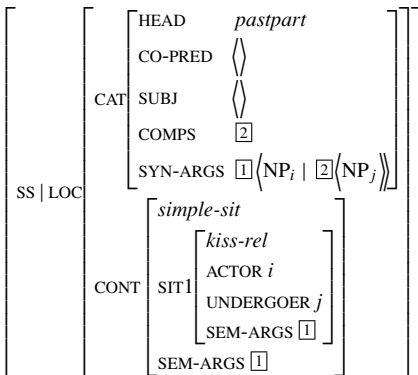 HEAD pastpart
CO-PRED ⟨⟩
CAT SUBJ ⟨⟩
COMPS [2]
SYN-ARGS [1]⟨NPi | [2]⟨NPj⟩⟩
SS | LOC
simple-sit
kiss-rel
ACTOR i
CONT SIT1 UNDERGOER j
SEM-ARGS [1]
SEM-ARGS [1]